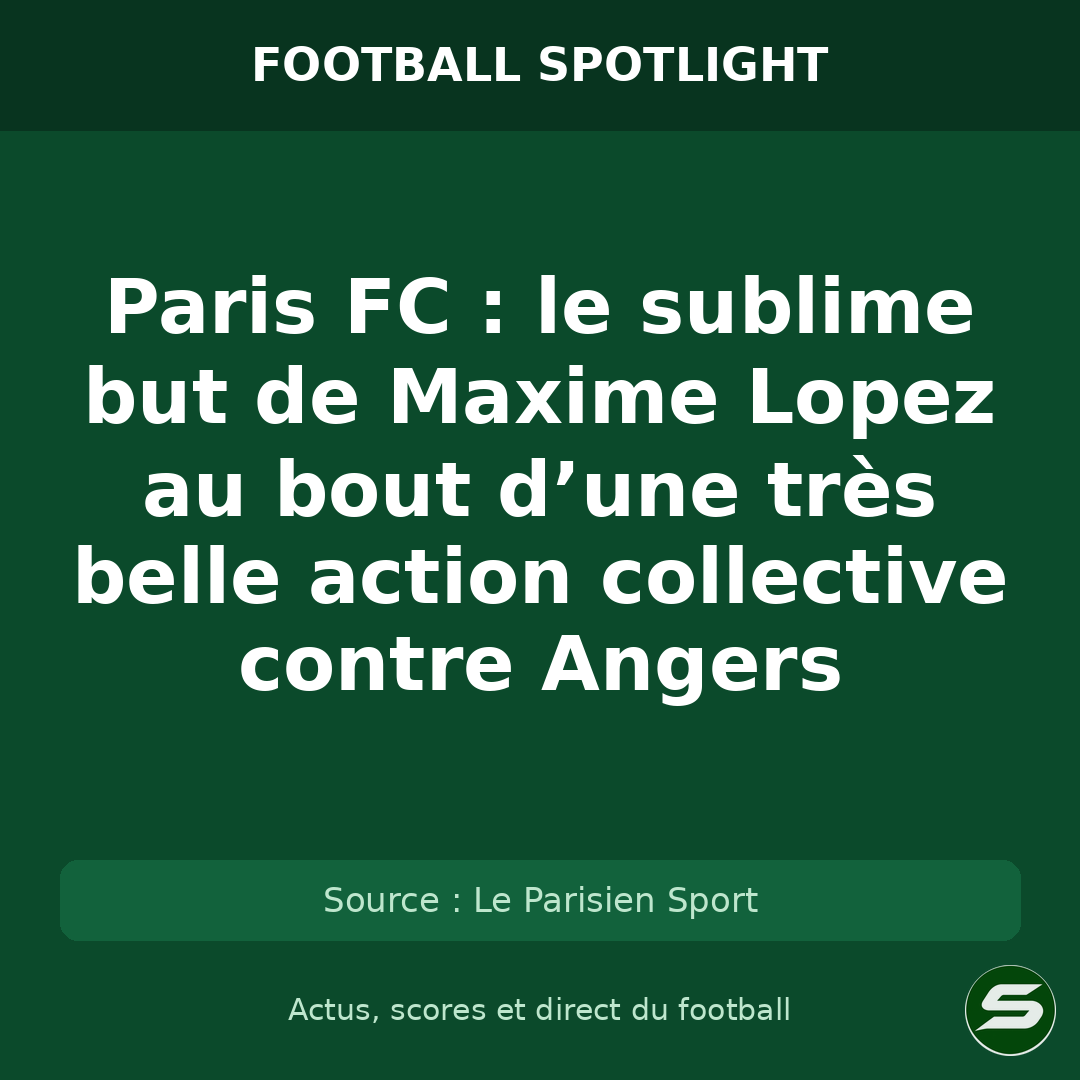 FOOTBALL SPOTLIGHT
Paris FC : le sublime
but de Maxime Lopez
au bout d’une très
belle action collective
contre Angers
Source : Le Parisien Sport
Actus, scores et direct du football
S